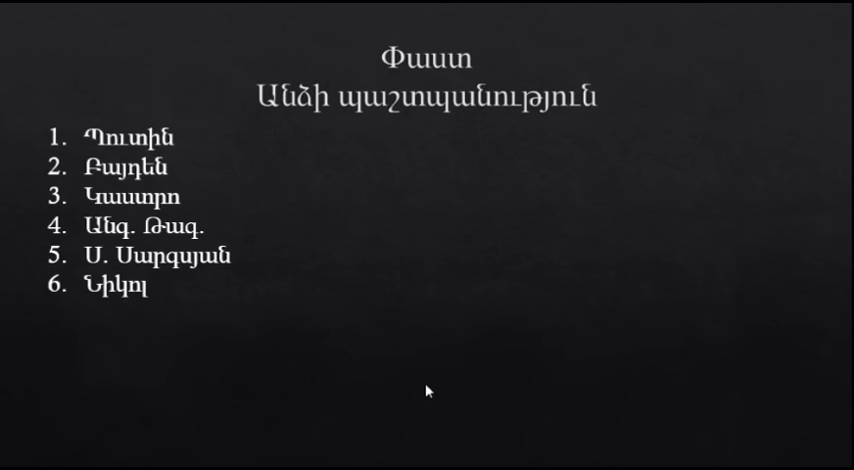 Փաստ
Անձի պաշտպանություն
1. Պուտին
2. Բայդեն
3. Կաստրո
4. Անգ. Թագ.
5. Ս. Սարգսյան
6. Նիկոլ